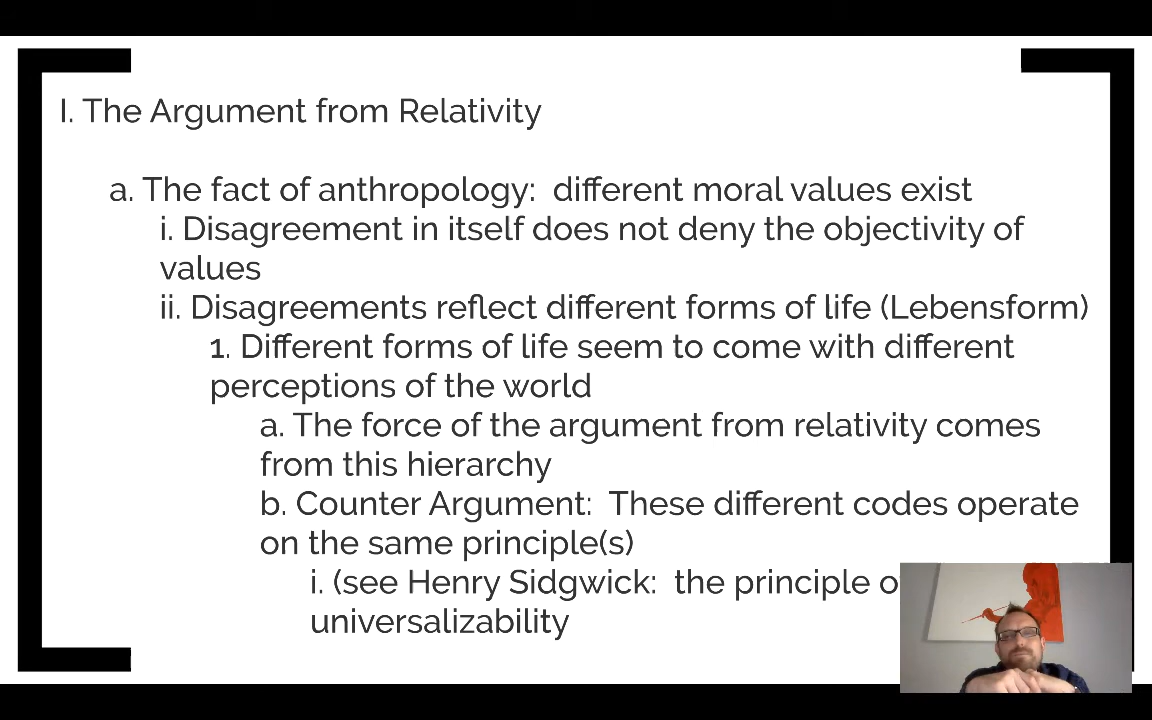 I. The Argument from Relativity
a. The fact of anthropology:  different moral values exist
i. Disagreement in itself does not deny the objectivity of
values
ii. Disagreements reflect different forms of life (Lebensform)
1. Different forms of life seem to come with different
perceptions of the world
a. The force of the argument from relativity comes
from this hierarchy
b. Counter Argument:  These different codes operate
on the same principle(s)
i. (see Henry Sidgwick:  the principle
universalizability